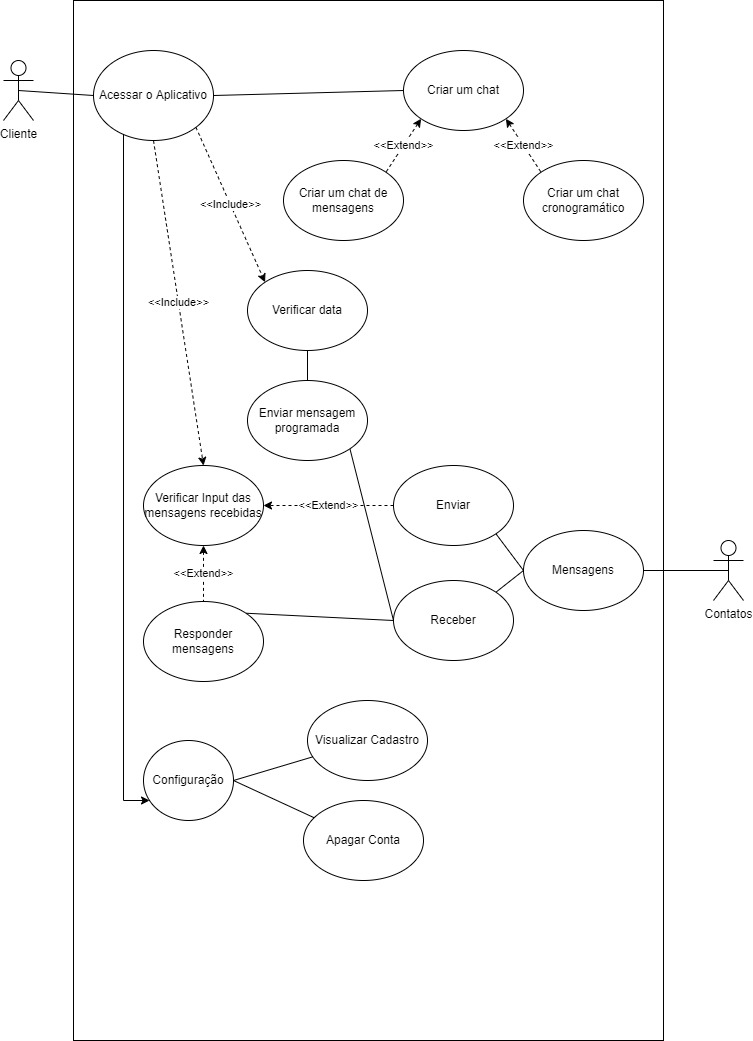 Acessar o Aplicativo
Criar um chat
Cliente
<<Extend>>
<<Extend>>
Criar um chat de
mensagens
Criar um chat
cronogramático
<<Include>>
<<Include>>
Verificar data
Enviar mensagem
programada
Verificar Input das
mensagens recebidas
<<Extend>>
Enviar
<<Extend>>
Mensagens
Contatos
Responder
mensagens
Receber
Visualizar Cadastro
Configuração
Apagar Conta